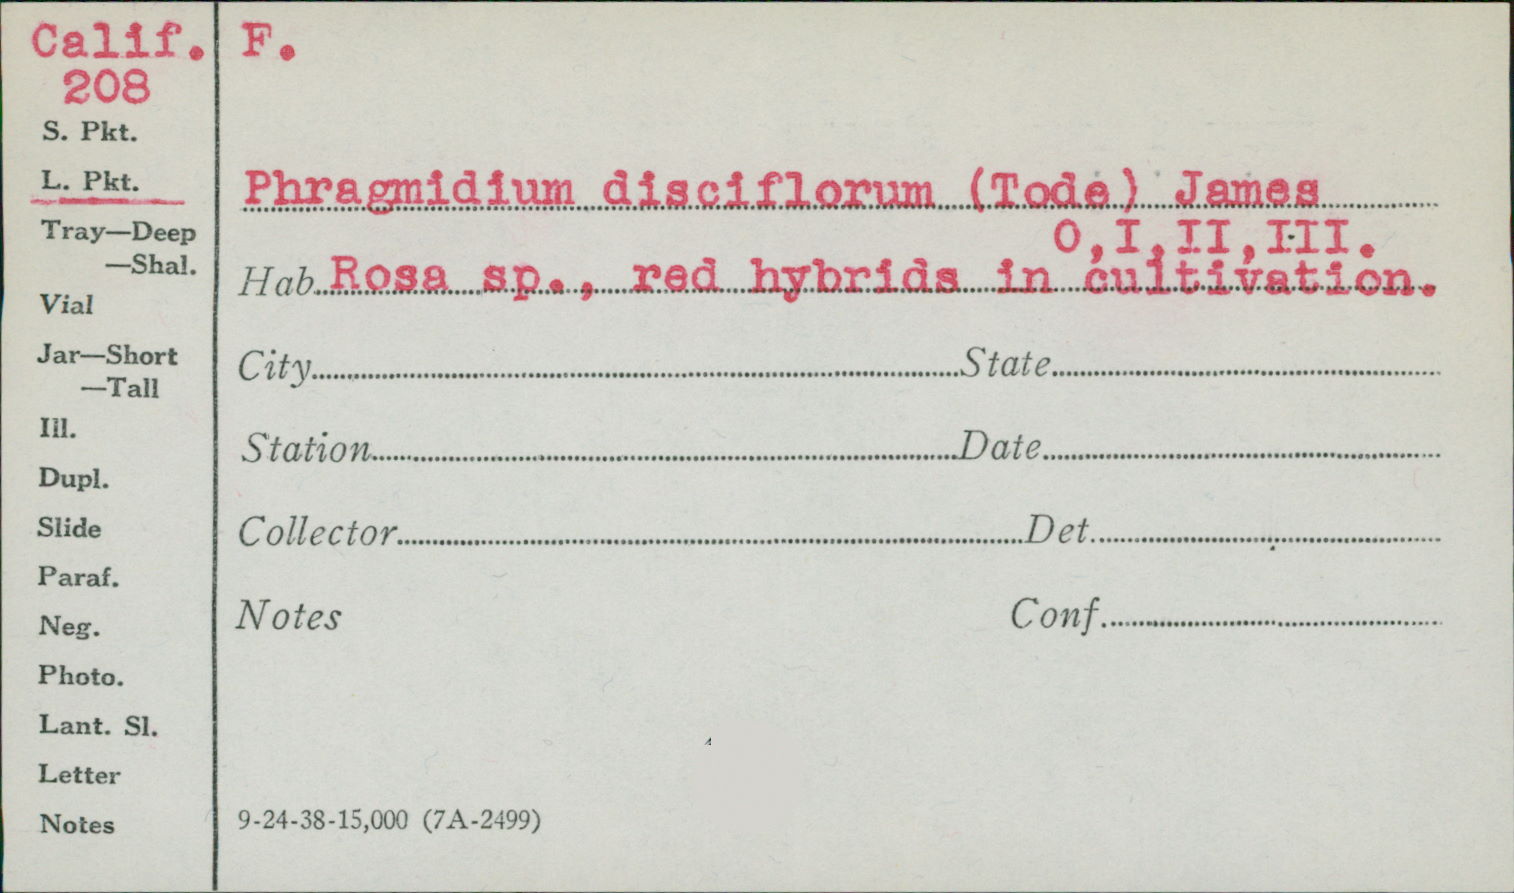 Calif. F.
208
S. Pkt.
L. Pkt.
Phragmidium disciflorum (Tode) James
O,I,II,III.
Tray—Deep
—Shal.
Hab. Rosa sp., red hybrids in cultivation.
Vial
Jar—Short
—Tall
City State
Ill.
Station Date
Dupl.
Slide
Collector Det.
Paraf.
Neg.
Notes Conf.
Photo.
Lant. Sl.
Letter
Notes
9-24-38-15,000 (7A-2499)